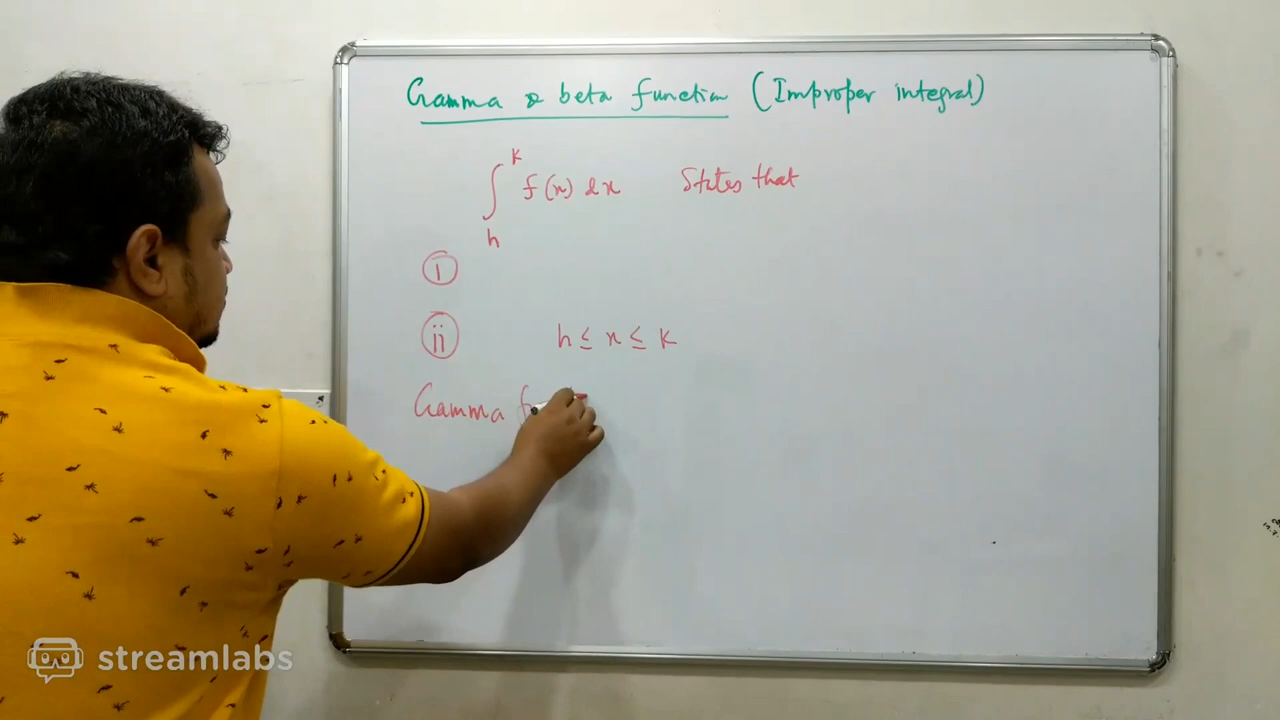 Gamma & beta function (Improper integral)
∫ₕᵏ f(x) dx States that
(i)
(ii) h ≤ x ≤ k
Gamma
streamlabs